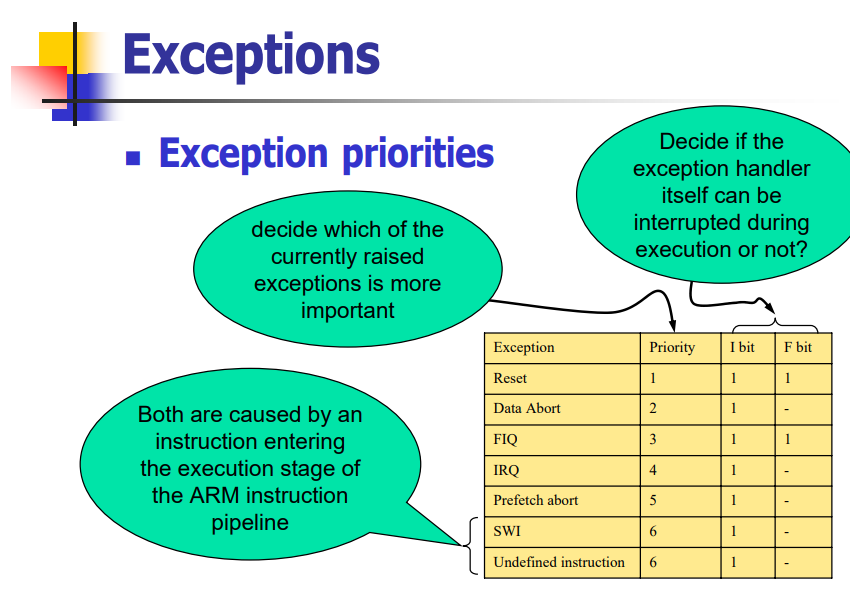 Exceptions
Exception priorities
Decide if the
exception handler
itself can be
interrupted during
execution or not?
decide which of the
currently raised
exceptions is more
important
Both are caused by an
instruction entering
the execution stage of
the ARM instruction
pipeline
Exception Priority I bit F bit
Reset 1 1 1
Data Abort 2 1 -
FIQ 3 1 1
IRQ 4 1 -
Prefetch abort 5 1 -
SWI 6 1 -
Undefined instruction 6 1 -